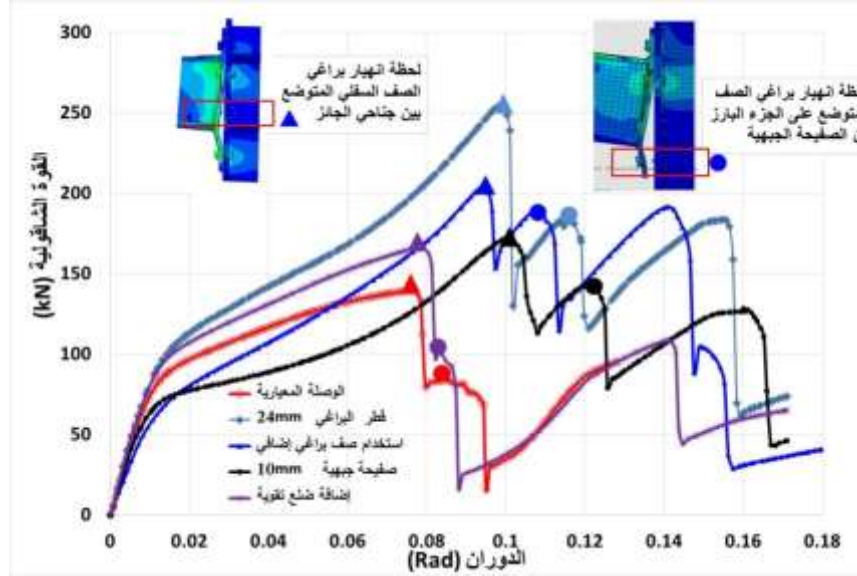 300
250
200
150
100
50
0
القوة الشاقولية (kN)
لحظة انهيار براغي
الصف السفلي المتوضع
بين جناحي الجائز
حظة انهيار براغي الصف
متوضع على الجزء البارز
ن الصفيحة الجبهية
الوصلة المعيارية
قطر البراغي 24mm
استخدام صف براغي إضافي
صفيحة جبهية 10mm
إضافة ضلع تقوية
0
0.02
0.04
0.06
0.08
0.1
0.12
0.14
0.16
0.18
الدوران (Rad)